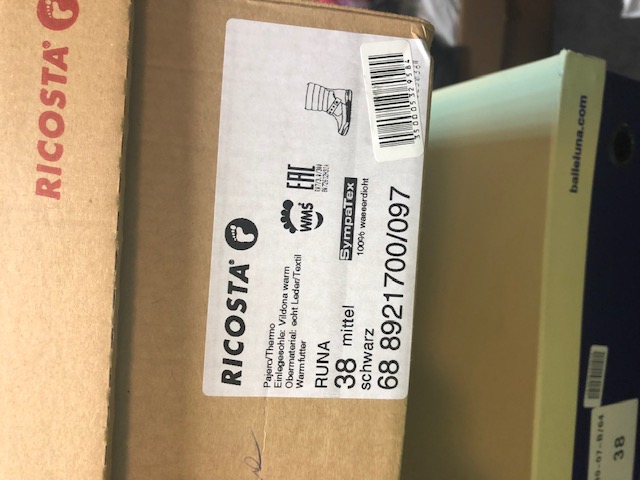 RICOSTA
RICOSTA
Pajero/Thermo
Einlegesohle: Vildona warm
Obermaterial: echt Leder/Textil
Warmfutter
RUNA
38 mittel
schwarz
68 8921700/097
WMS
EAC
SympaTex
100% wasserdicht
balleluna.com
38